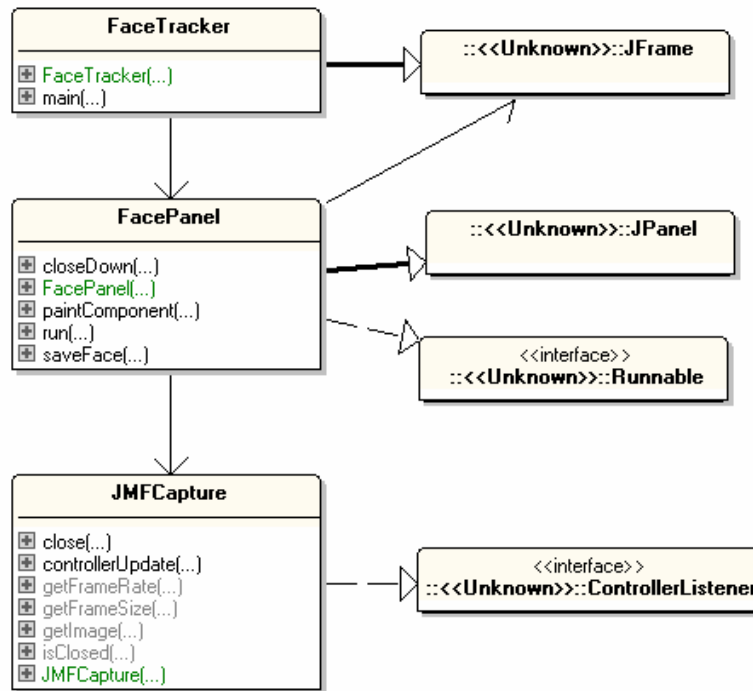 FaceTracker
FaceTracker(...)
main(...)
::<<Unknown>>::JFrame
FacePanel
closeDown(...)
FacePanel(...)
paintComponent(...)
run(...)
saveFace(...)
::<<Unknown>>::JPanel
<<interface>>
::<<Unknown>>::Runnable
JMFCapture
close(...)
controllerUpdate(...)
getFrameRate(...)
getFrameSize(...)
getImage(...)
isClosed(...)
JMFCapture(...)
<<interface>>
::<<Unknown>>::ControllerListener